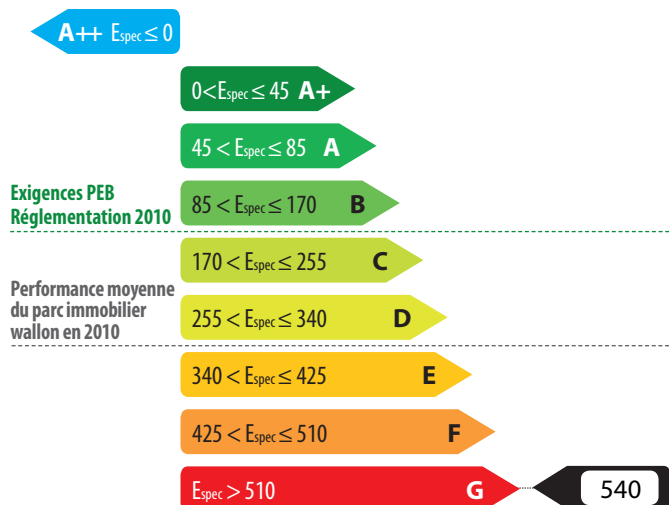 A++ Espec ≤ 0
0<Espec ≤ 45 A+
45 < Espec ≤ 85 A
Exigences PEB
Réglementation 2010
85 < Espec ≤ 170 B
170 < Espec ≤ 255 C
Performance moyenne
du parc immobilier
wallon en 2010
255 < Espec ≤ 340 D
340 < Espec ≤ 425 E
425 < Espec ≤ 510 F
Espec > 510 G 540